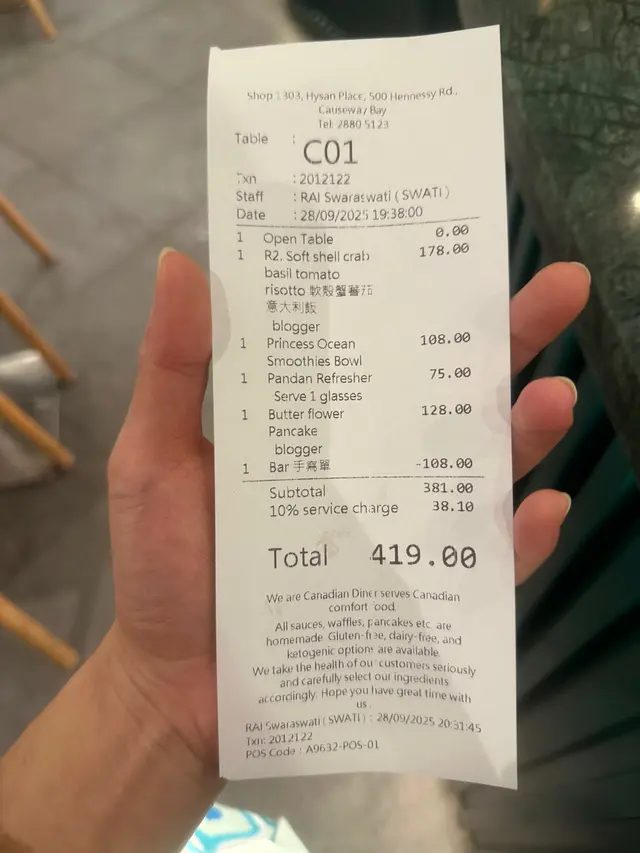 Shop 1303, Hysan Place, 500 Hennessy Rd.,
Causeway Bay
Tel: 2880 5123
Table : C01
Txn : 2012122
Staff : RAI Swaraswati ( SWATI )
Date : 28/09/2025 19:38:00
1 Open Table 0.00
1 R2. Soft shell crab 178.00
basil tomato
risotto 軟殼蟹蕃茄
意大利飯
blogger
1 Princess Ocean 108.00
Smoothies Bowl
1 Pandan Refresher 75.00
Serve 1 glasses
1 Butter flower 128.00
Pancake
blogger
1 Bar 手寫單 -108.00
Subtotal 381.00
10% service charge 38.10
Total 419.00
We are Canadian Diner serves Canadian
comfort food.
All sauces, waffles, pancakes etc. are
homemade. Gluten-free, dairy-free, and
ketogenic options are available.
We take the health of our customers seriously
and carefully select our ingredients
accordingly. Hope you have great time with
us.
RAI Swaraswati ( SWATI ) : 28/09/2025 20:31:45
Txn: 2012122
POS Code : A9632-POS-01